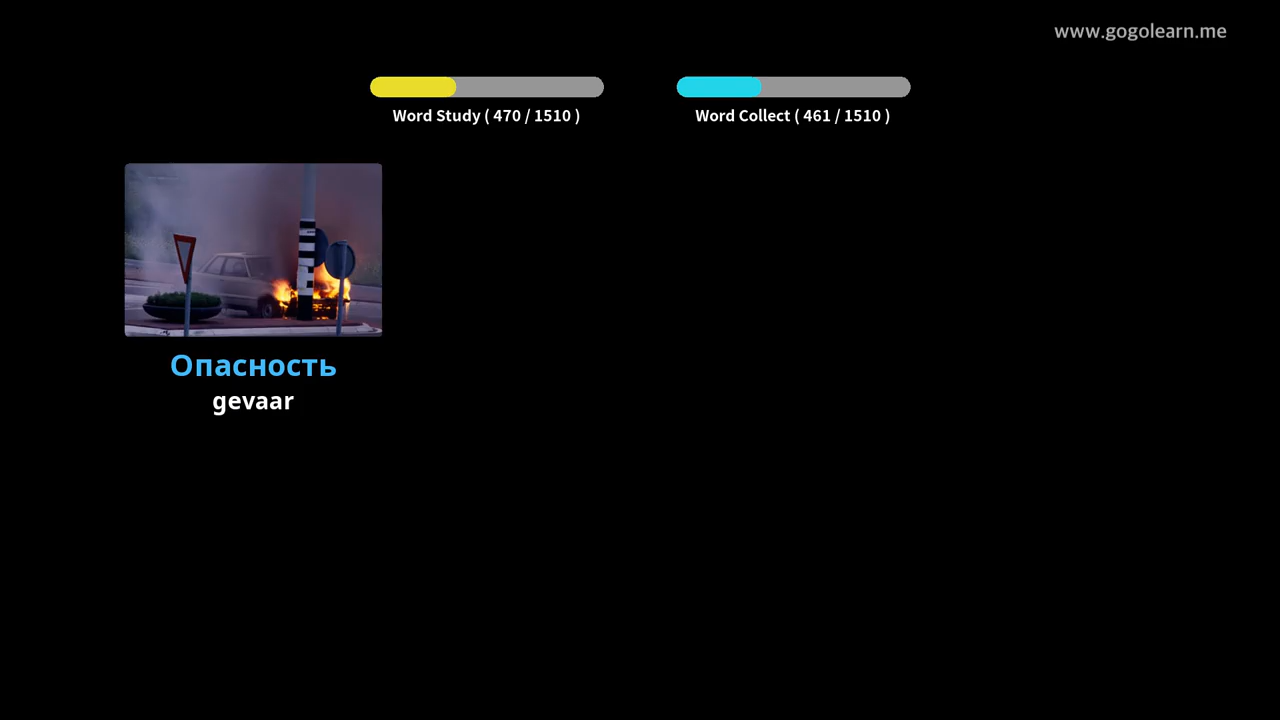 www.gogolearn.me
Word Study ( 470 / 1510 )
Word Collect ( 461 / 1510 )
Опасность
gevaar